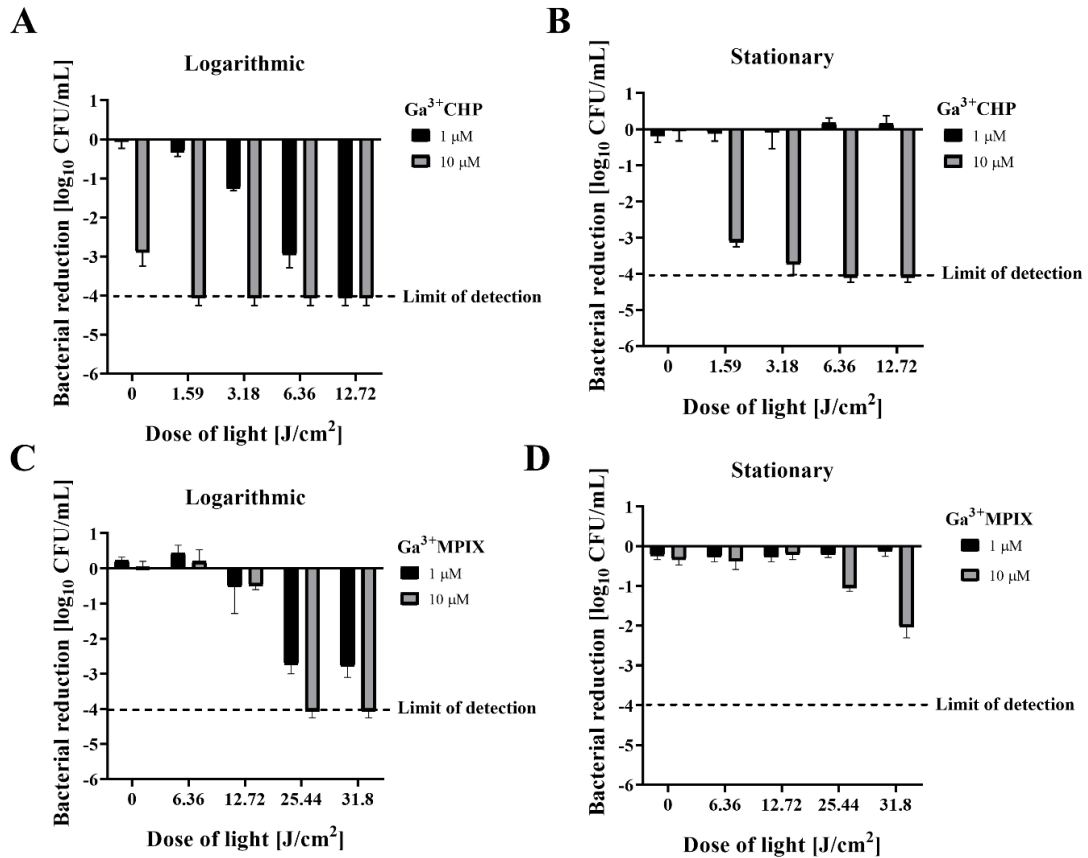 A
Logarithmic
Bacterial reduction [log10 CFU/mL]
1
0
-1
-2
-3
-4
-5
-6
Ga3+CHP
1 μM
10 μM
Limit of detection
0 1.59 3.18 6.36 12.72
Dose of light [J/cm2]
B
Stationary
Bacterial reduction [log10 CFU/mL]
1
0
-1
-2
-3
-4
-5
-6
Ga3+CHP
1 μM
10 μM
Limit of detection
0 1.59 3.18 6.36 12.72
Dose of light [J/cm2]
C
Logarithmic
Bacterial reduction [log10 CFU/mL]
1
0
-1
-2
-3
-4
-5
-6
Ga3+MPIX
1 μM
10 μM
Limit of detection
0 6.36 12.72 25.44 31.8
Dose of light [J/cm2]
D
Stationary
Bacterial reduction [log10 CFU/mL]
1
0
-1
-2
-3
-4
-5
-6
Ga3+MPIX
1 μM
10 μM
Limit of detection
0 6.36 12.72 25.44 31.8
Dose of light [J/cm2]